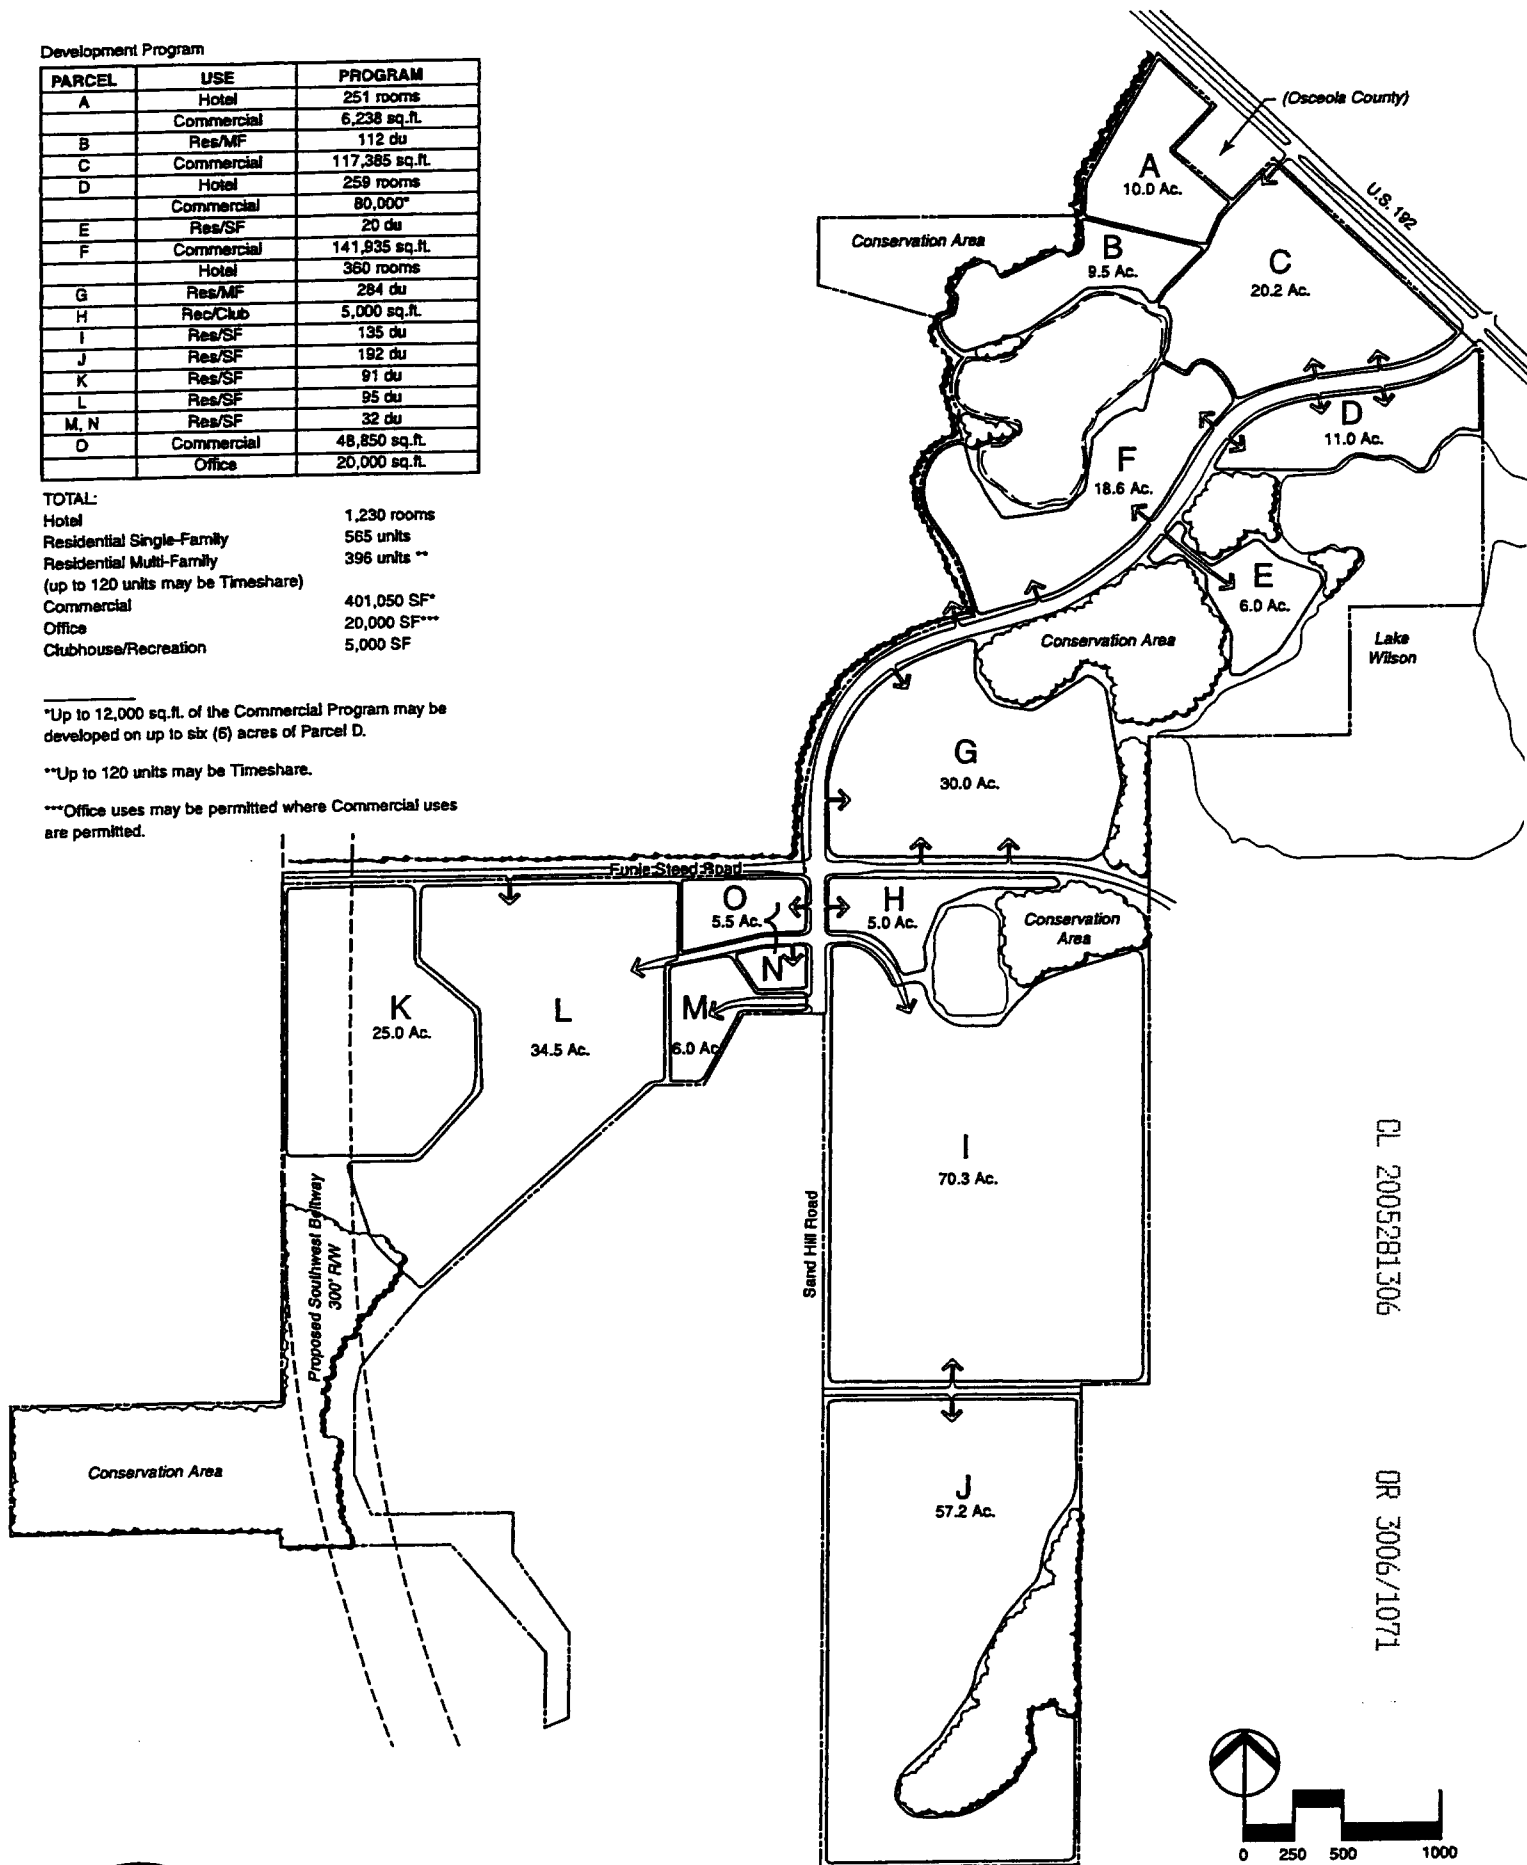 Development Program
PARCEL USE PROGRAM
A Hotel 251 rooms
Commercial 6,238 sq.ft.
B Res/MF 112 du
C Commercial 117,385 sq.ft.
D Hotel 259 rooms
Commercial 80,000*
E Res/SF 20 du
F Commercial 141,935 sq.ft.
Hotel 360 rooms
G Res/MF 284 du
H Rec/Club 5,000 sq.ft.
I Res/SF 135 du
J Res/SF 192 du
K Res/SF 91 du
L Res/SF 95 du
M, N Res/SF 32 du
O Commercial 48,850 sq.ft.
Office 20,000 sq.ft.
TOTAL:
Hotel 1,230 rooms
Residential Single-Family 565 units
Residential Multi-Family 396 units **
(up to 120 units may be Timeshare)
Commercial 401,050 SF*
Office 20,000 SF***
Clubhouse/Recreation 5,000 SF
*Up to 12,000 sq.ft. of the Commercial Program may be
developed on up to six (6) acres of Parcel D.
**Up to 120 units may be Timeshare.
***Office uses may be permitted where Commercial uses
are permitted.
(Osceola County)
U.S. 192
A
10.0 Ac.
Conservation Area
B
9.5 Ac.
C
20.2 Ac.
D
11.0 Ac.
F
18.6 Ac.
E
6.0 Ac.
Conservation Area
Lake
Wilson
G
30.0 Ac.
Funie Steed Road
O
5.5 Ac.
H
5.0 Ac.
Conservation
Area
N
M
6.0 Ac
K
25.0 Ac.
L
34.5 Ac.
I
70.3 Ac.
Sand Hill Road
Proposed Southwest Beltway
300' R/W
Conservation Area
J
57.2 Ac.
CL 2005281306
OR 3006/1071
0 250 500 1000